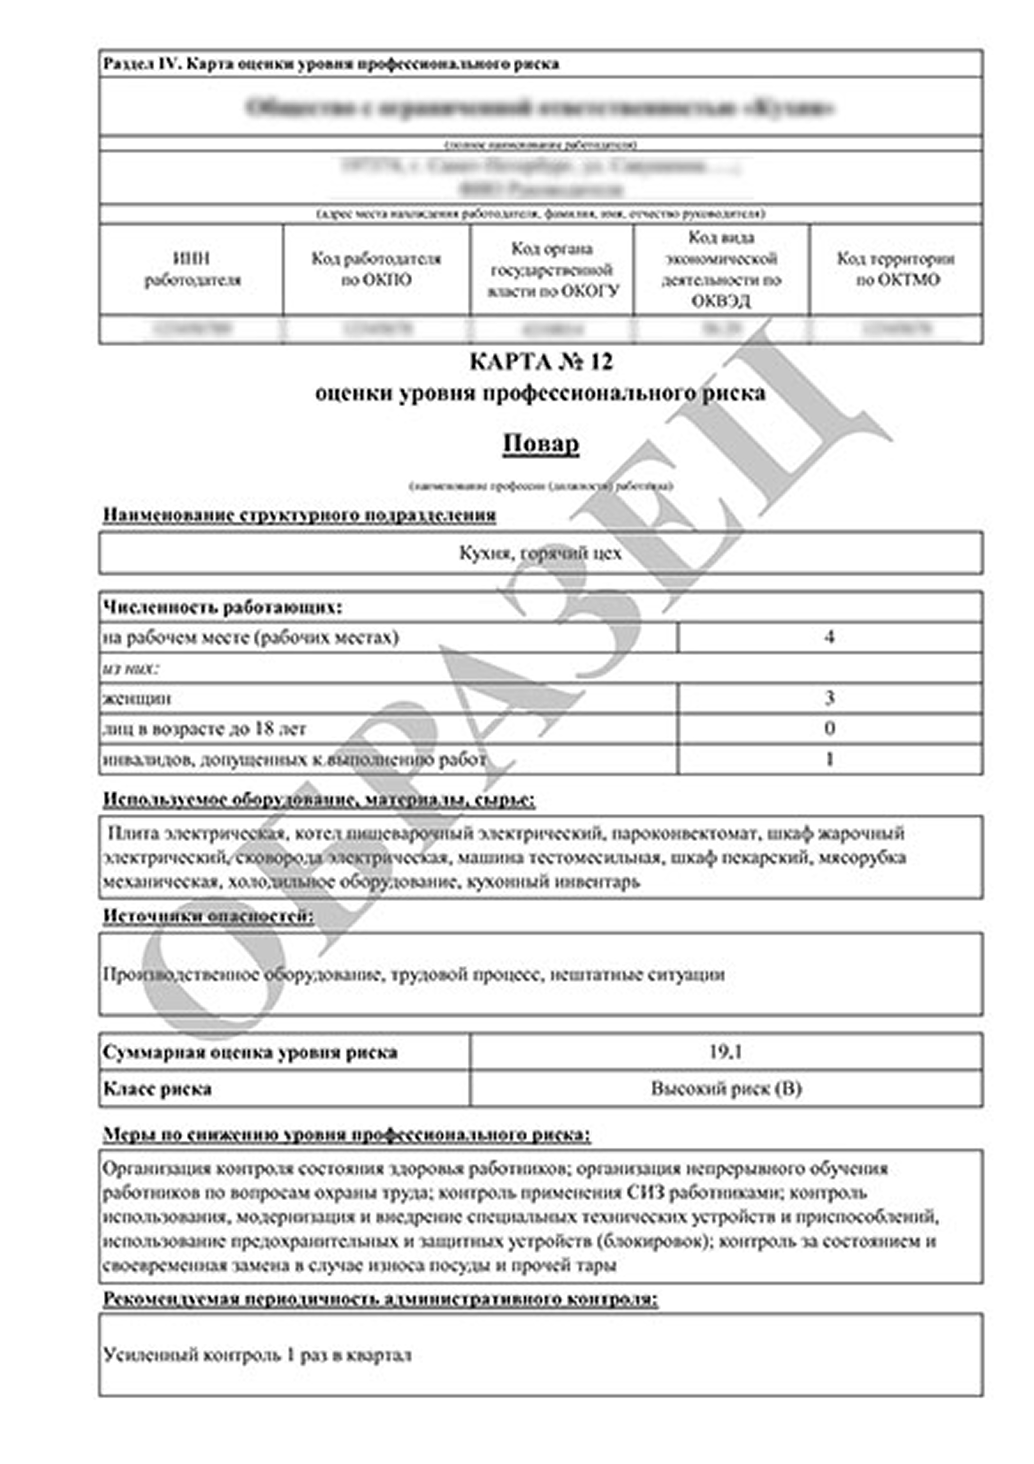 Раздел IV. Карта оценки уровня профессионального риска
Общество с ограниченной ответственностью «Кухня»
(полное наименование работодателя)
(адрес места нахождения работодателя, фамилия, имя, отчество руководителя)
ИНН работодателя
Код работодателя по ОКПО
Код органа государственной власти по ОКОГУ
Код вида экономической деятельности по ОКВЭД
Код территории по ОКТМО
КАРТА № 12
оценки уровня профессионального риска
Повар
(наименование профессии (должности) работника)
Наименование структурного подразделения
Кухня, горячий цех
Численность работающих:
на рабочем месте (рабочих местах) 4
из них:
женщин 3
лиц в возрасте до 18 лет 0
инвалидов, допущенных к выполнению работ 1
Используемое оборудование, материалы, сырье:
Плита электрическая, котел пищеварочный электрический, пароконвектомат, шкаф жарочный
электрический, сковорода электрическая, машина тестомесильная, шкаф пекарский, мясорубка
механическая, холодильное оборудование, кухонный инвентарь
Источники опасностей:
Производственное оборудование, трудовой процесс, нештатные ситуации
Суммарная оценка уровня риска 19.1
Класс риска Высокий риск (В)
Меры по снижению уровня профессионального риска:
Организация контроля состояния здоровья работников; организация непрерывного обучения
работников по вопросам охраны труда; контроль применения СИЗ работниками; контроль
использования, модернизация и внедрение специальных технических устройств и приспособлений,
использование предохранительных и защитных устройств (блокировок); контроль за состоянием и
своевременная замена в случае износа посуды и прочей тары
Рекомендуемая периодичность административного контроля:
Усиленный контроль 1 раз в квартал
ОБРАЗЕЦ